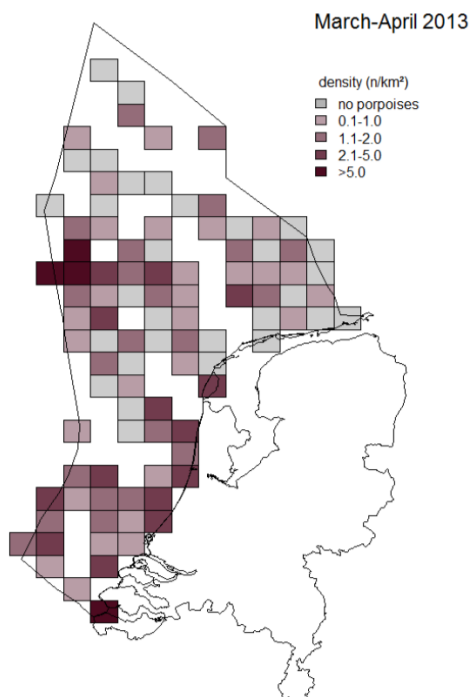 March-April 2013
density (n/km²)
no porpoises
0.1-1.0
1.1-2.0
2.1-5.0
>5.0